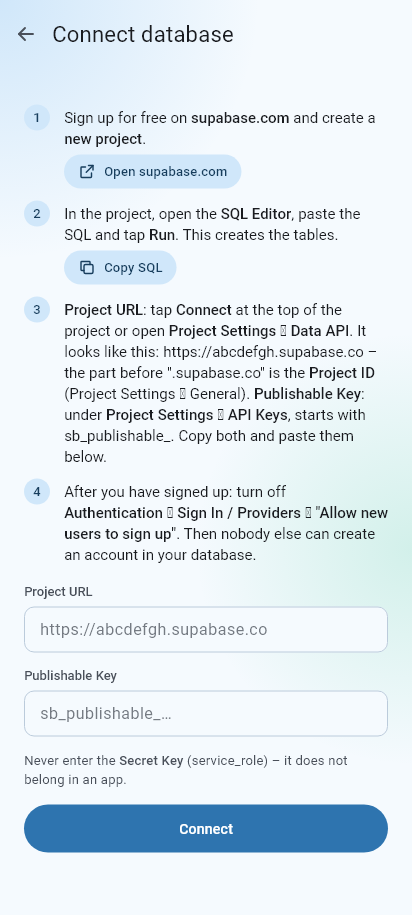 Connect database
1
Sign up for free on supabase.com and create a
new project.
Open supabase.com
2
In the project, open the SQL Editor, paste the
SQL and tap Run. This creates the tables.
Copy SQL
3
Project URL: tap Connect at the top of the
project or open Project Settings ▯ Data API. It
looks like this: https://abcdefgh.supabase.co –
the part before ".supabase.co" is the Project ID
(Project Settings ▯ General). Publishable Key:
under Project Settings ▯ API Keys, starts with
sb_publishable_. Copy both and paste them
below.
4
After you have signed up: turn off
Authentication ▯ Sign In / Providers ▯ "Allow new
users to sign up". Then nobody else can create
an account in your database.
Project URL
https://abcdefgh.supabase.co
Publishable Key
sb_publishable_…
Never enter the Secret Key (service_role) – it does not
belong in an app.
Connect